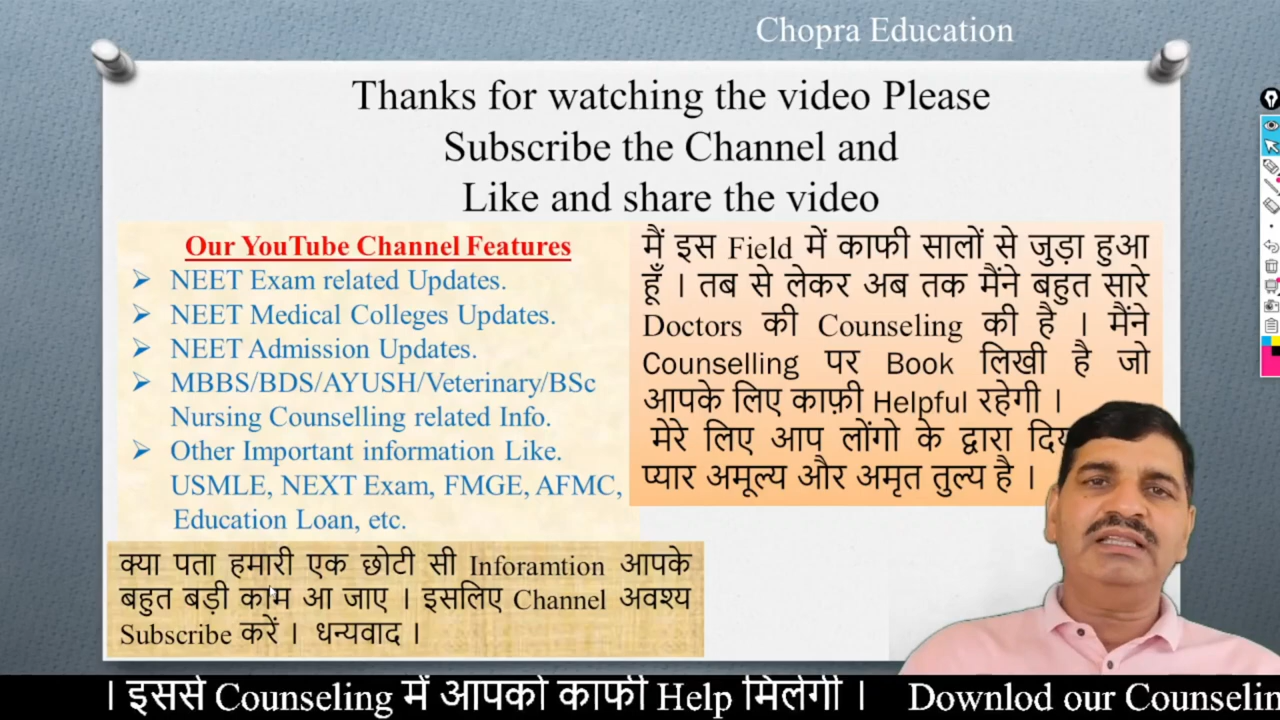 Chopra Education
Thanks for watching the video Please
Subscribe the Channel and
Like and share the video
Our YouTube Channel Features
NEET Exam related Updates.
NEET Medical Colleges Updates.
NEET Admission Updates.
MBBS/BDS/AYUSH/Veterinary/BSc
Nursing Counselling related Info.
Other Important information Like.
USMLE, NEXT Exam, FMGE, AFMC,
Education Loan, etc.
मैं इस Field में काफी सालों से जुड़ा हुआ
हूँ । तब से लेकर अब तक मैंने बहुत सारे
Doctors की Counseling की है । मैंने
Counselling पर Book लिखी है जो
आपके लिए काफ़ी Helpful रहेगी ।
मेरे लिए आप लोंगो के द्वारा
प्यार अमूल्य और अमृत तुल्य है ।
क्या पता हमारी एक छोटी सी Inforamtion आपके
बहुत बड़ी काम आ जाए । इसलिए Channel अवश्य
Subscribe करें । धन्यवाद ।
। इससे Counseling में आपको काफी Help मिलेगी । Downlod our Counselin